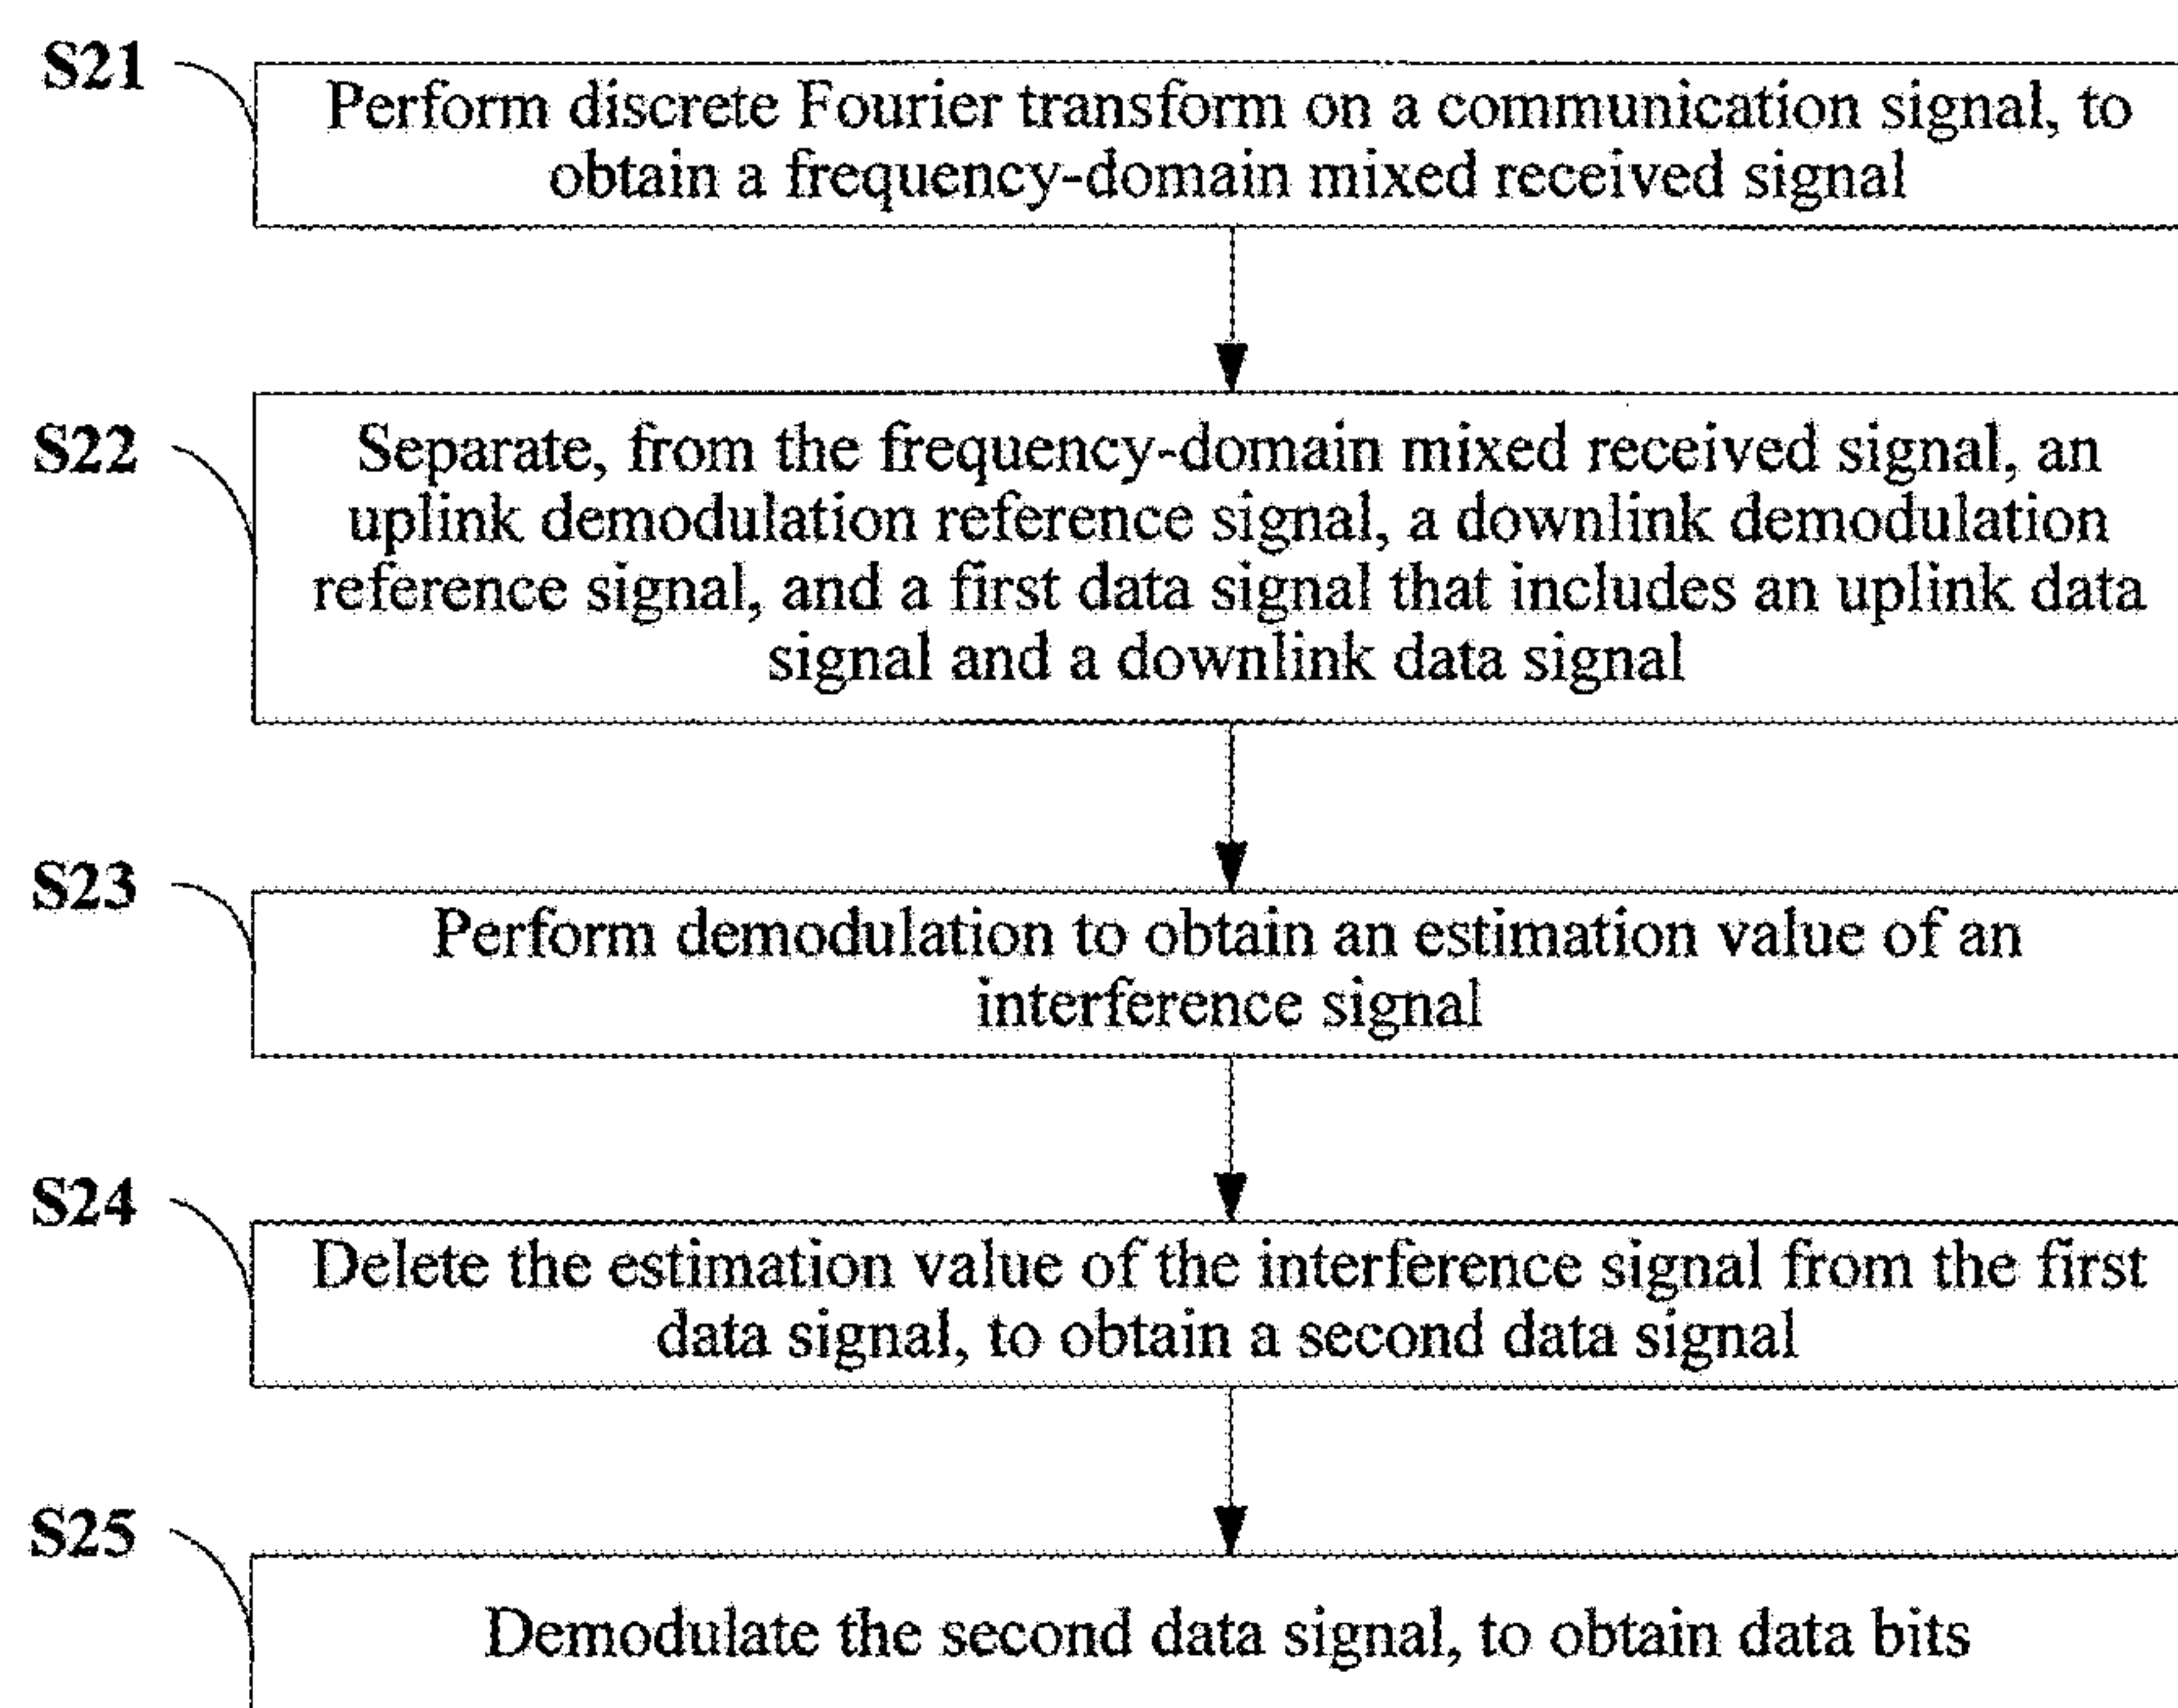 S21
Perform discrete Fourier transform on a communication signal, to
obtain a frequency-domain mixed received signal
S22
Separate, from the frequency-domain mixed received signal, an
uplink demodulation reference signal, a downlink demodulation
reference signal, and a first data signal that includes an uplink data
signal and a downlink data signal
S23
Perform demodulation to obtain an estimation value of an
interference signal
S24
Delete the estimation value of the interference signal from the first
data signal, to obtain a second data signal
S25
Demodulate the second data signal, to obtain data bits